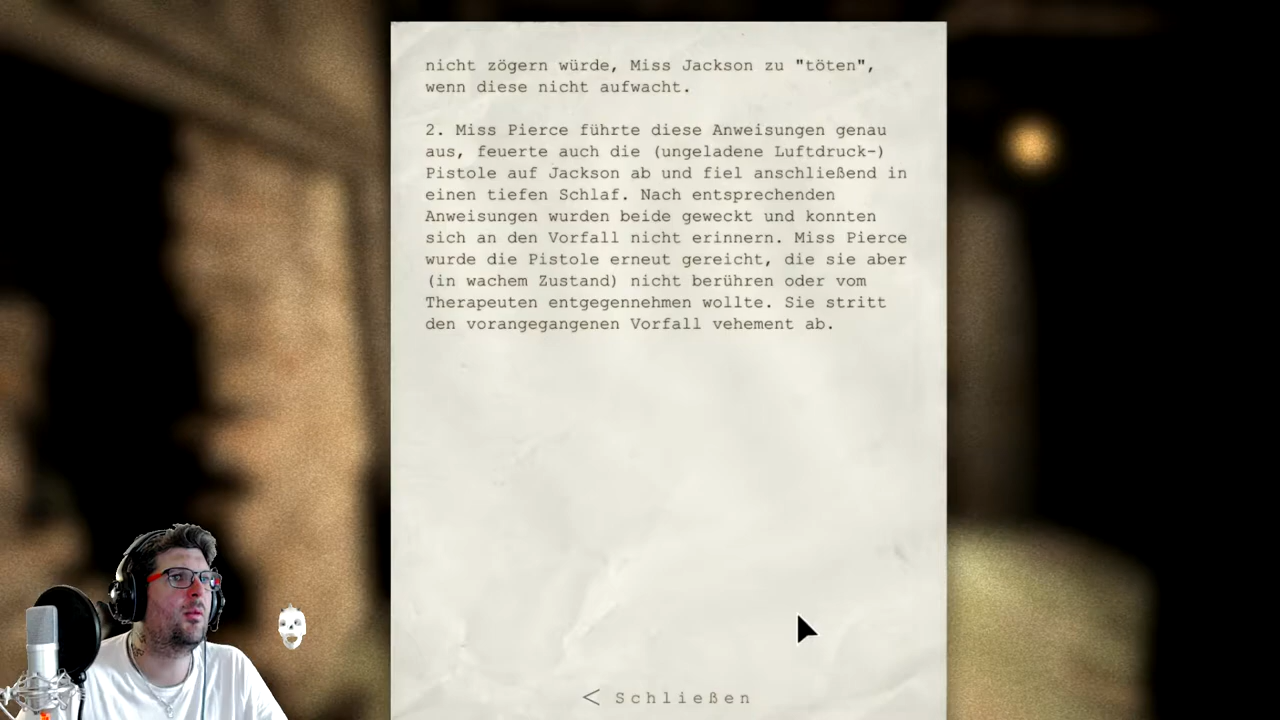 nicht zögern würde, Miss Jackson zu "töten",
wenn diese nicht aufwacht.
2. Miss Pierce führte diese Anweisungen genau
aus, feuerte auch die (ungeladene Luftdruck-)
Pistole auf Jackson ab und fiel anschließend in
einen tiefen Schlaf. Nach entsprechenden
Anweisungen wurden beide geweckt und konnten
sich an den Vorfall nicht erinnern. Miss Pierce
wurde die Pistole erneut gereicht, die sie aber
(in wachem Zustand) nicht berühren oder vom
Therapeuten entgegennehmen wollte. Sie stritt
den vorangegangenen Vorfall vehement ab.
< Schließen